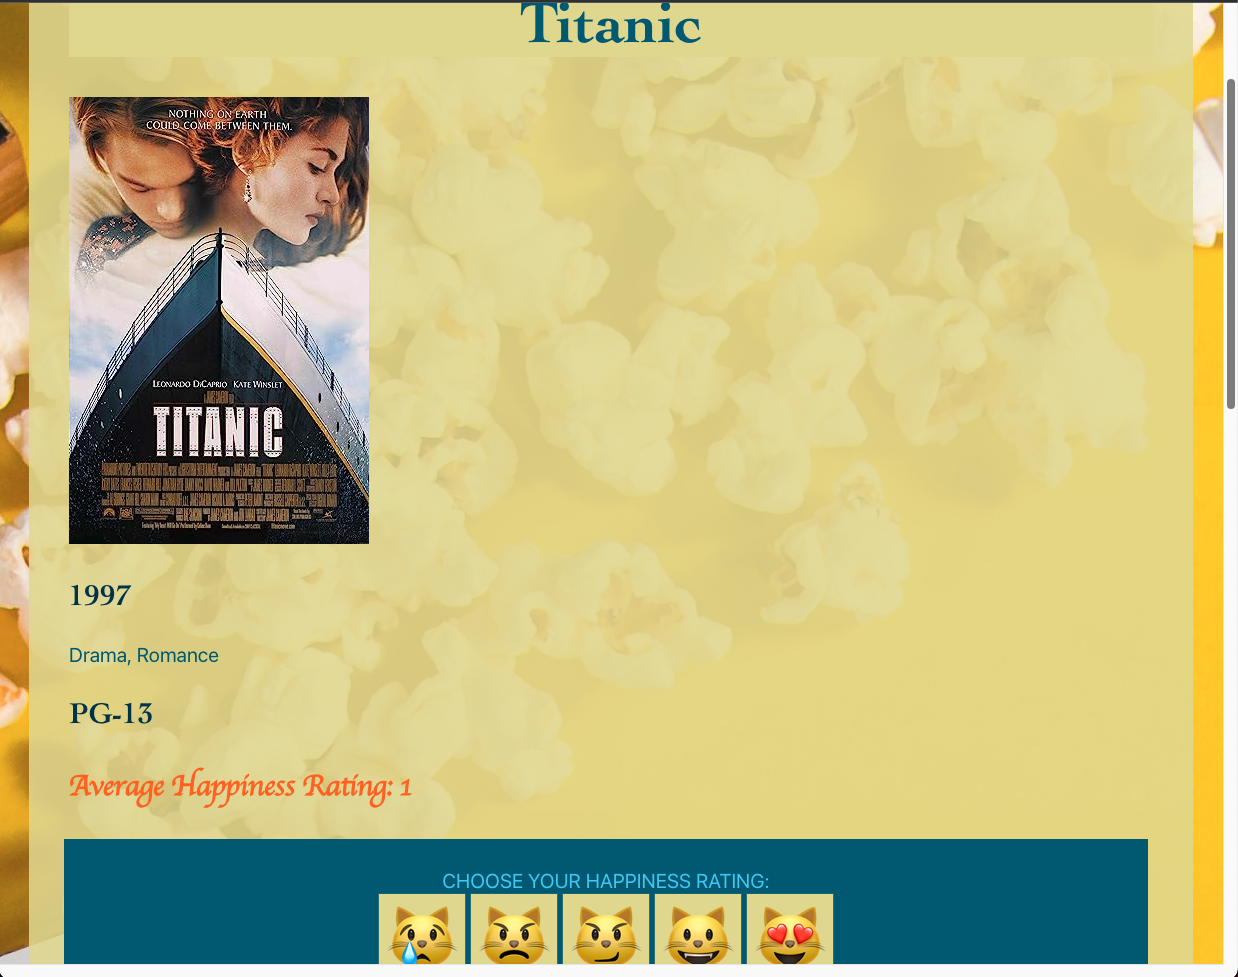 Titanic
NOTHING ON EARTH
COULD COME BETWEEN THEM.
LEONARDO DiCAPRIO KATE WINSLET
TITANIC
1997
Drama, Romance
PG-13
Average Happiness Rating: 1
CHOOSE YOUR HAPPINESS RATING: